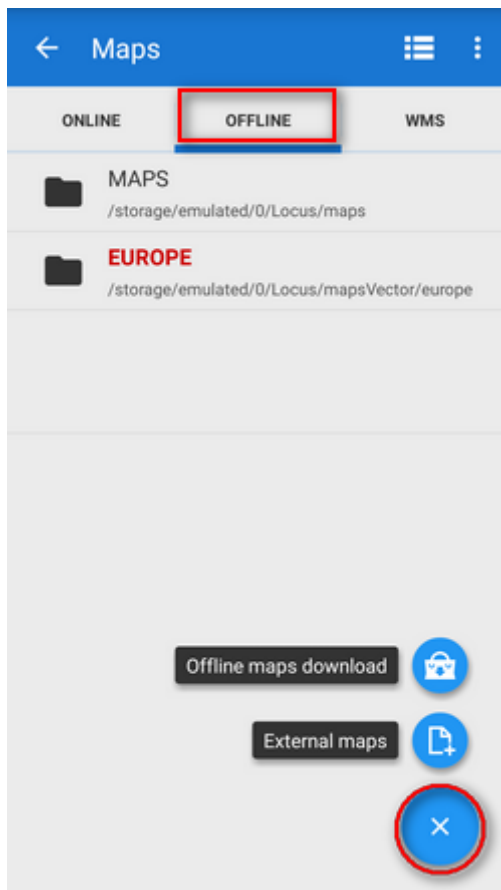 Maps
ONLINE OFFLINE WMS
MAPS
/storage/emulated/0/Locus/maps
EUROPE
/storage/emulated/0/Locus/mapsVector/europe
Offline maps download
External maps